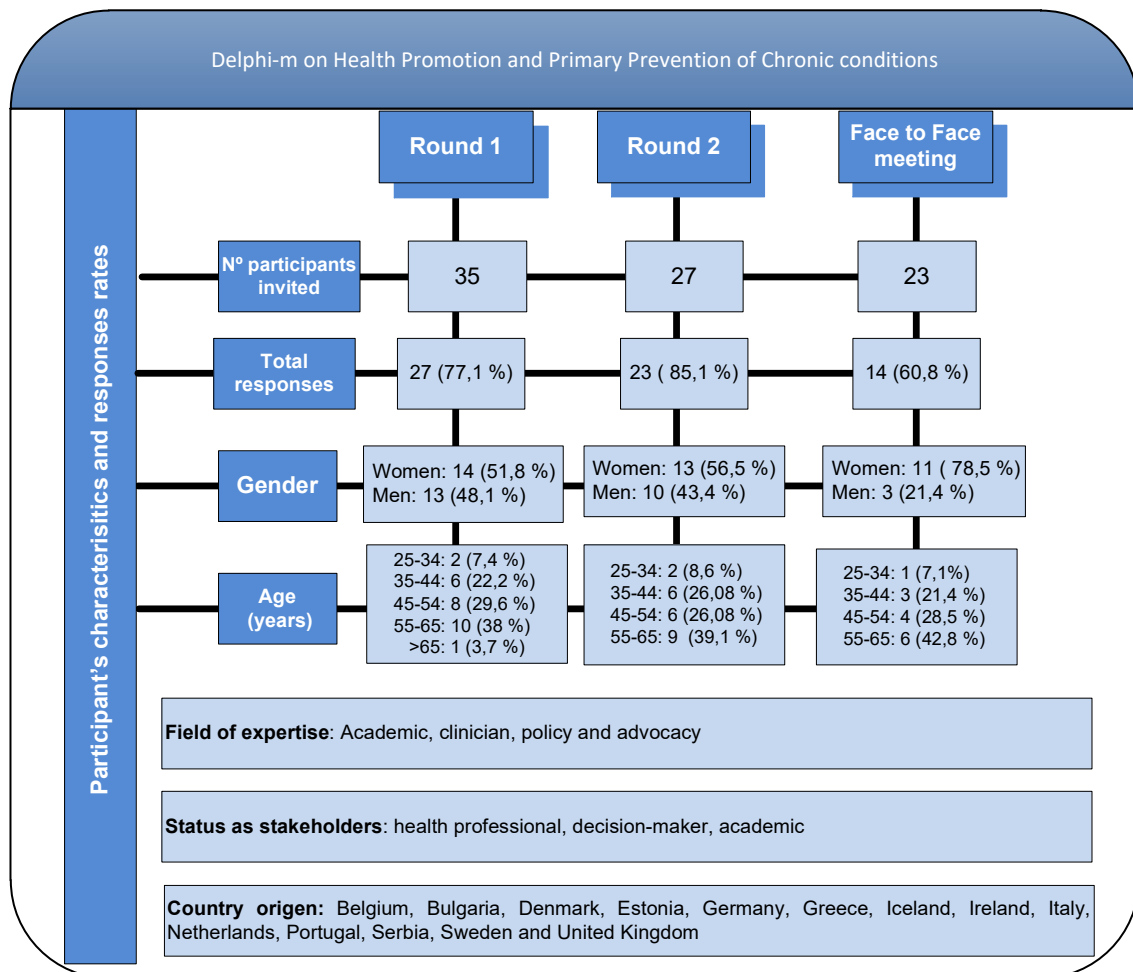 Delphi-m on Health Promotion and Primary Prevention of Chronic conditions
Participant's characterisitics and responses rates
Round 1
Round 2
Face to Face
meeting
Nº participants
invited
35
27
23
Total
responses
27 (77,1 %)
23 ( 85,1 %)
14 (60,8 %)
Gender
Women: 14 (51,8 %)
Men: 13 (48,1 %)
Women: 13 (56,5 %)
Men: 10 (43,4 %)
Women: 11 ( 78,5 %)
Men: 3 (21,4 %)
Age
(years)
25-34: 2 (7,4 %)
35-44: 6 (22,2 %)
45-54: 8 (29,6 %)
55-65: 10 (38 %)
>65: 1 (3,7 %)
25-34: 2 (8,6 %)
35-44: 6 (26,08 %)
45-54: 6 (26,08 %)
55-65: 9 (39,1 %)
25-34: 1 (7,1%)
35-44: 3 (21,4 %)
45-54: 4 (28,5 %)
55-65: 6 (42,8 %)
Field of expertise: Academic, clinician, policy and advocacy
Status as stakeholders: health professional, decision-maker, academic
Country origen: Belgium, Bulgaria, Denmark, Estonia, Germany, Greece, Iceland, Ireland, Italy,
Netherlands, Portugal, Serbia, Sweden and United Kingdom